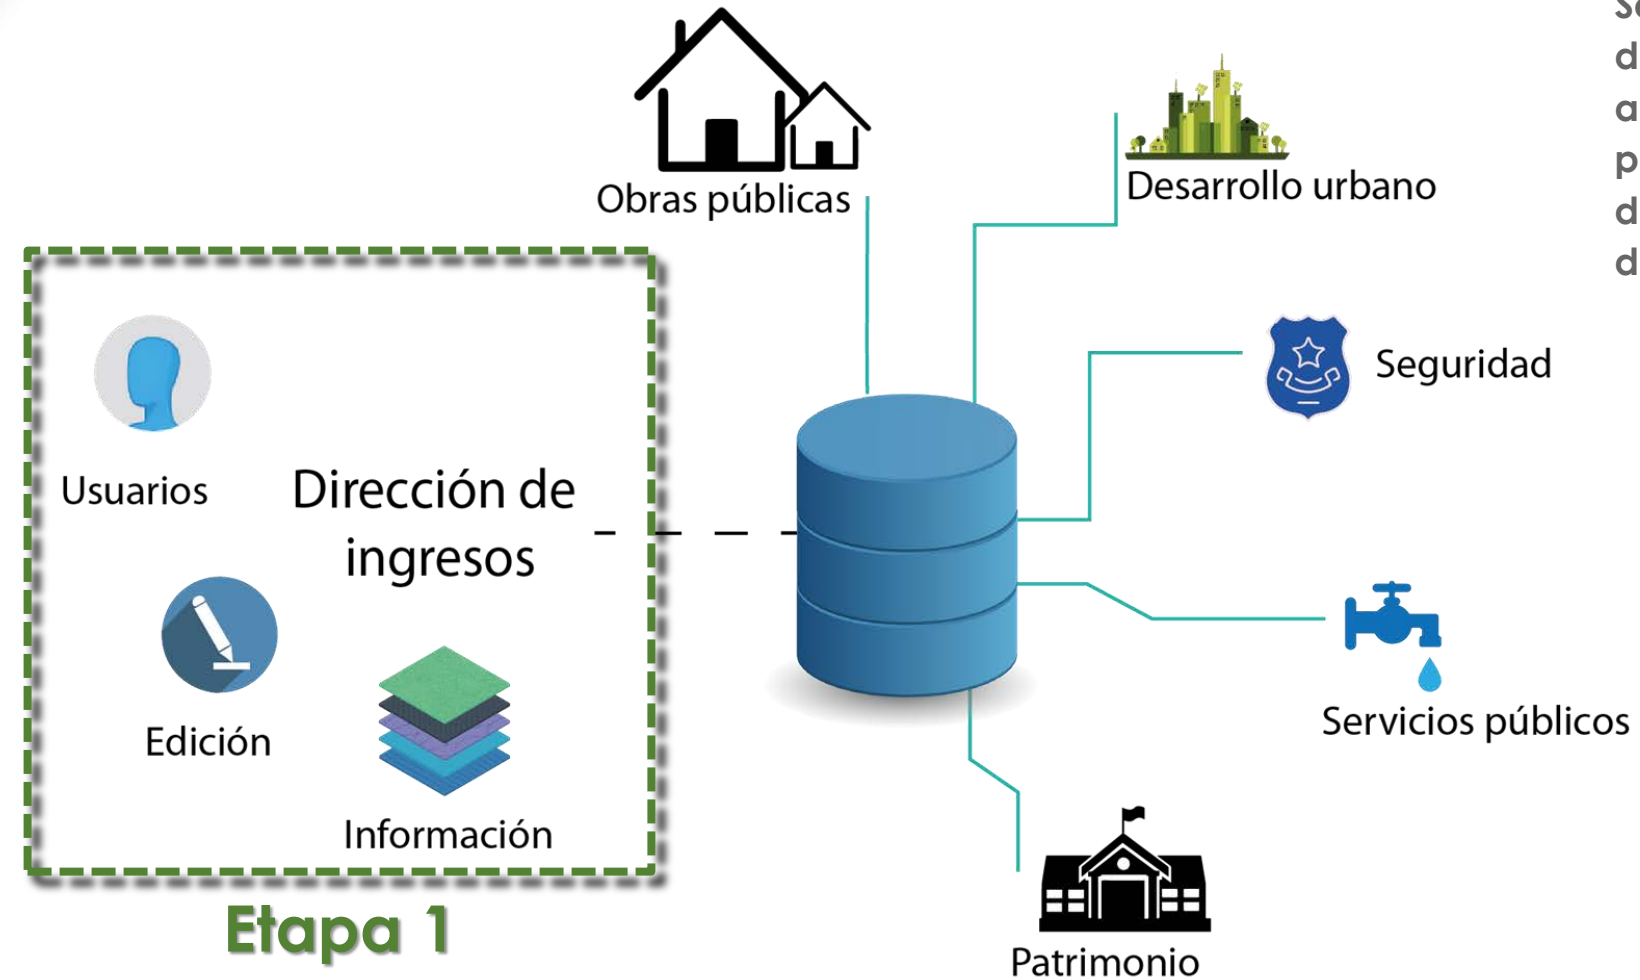 Obras públicas
Desarrollo urbano
Seguridad
Usuarios
Dirección de
ingresos
Edición
Información
Servicios públicos
Etapa 1
Patrimonio